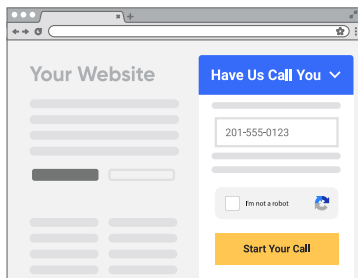 Your Website
Have Us Call You
201-555-0123
I'm not a robot
Start Your Call